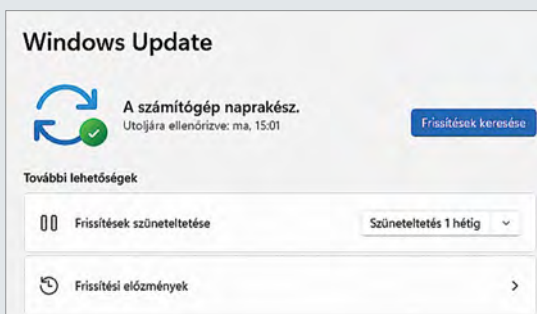 Windows Update
A számítógép naprakész.
Utoljára ellenőrizve: ma, 15:01
Frissítések keresése
További lehetőségek
Frissítések szüneteltetése
Szüneteltetés 1 hétig
Frissítési előzmények